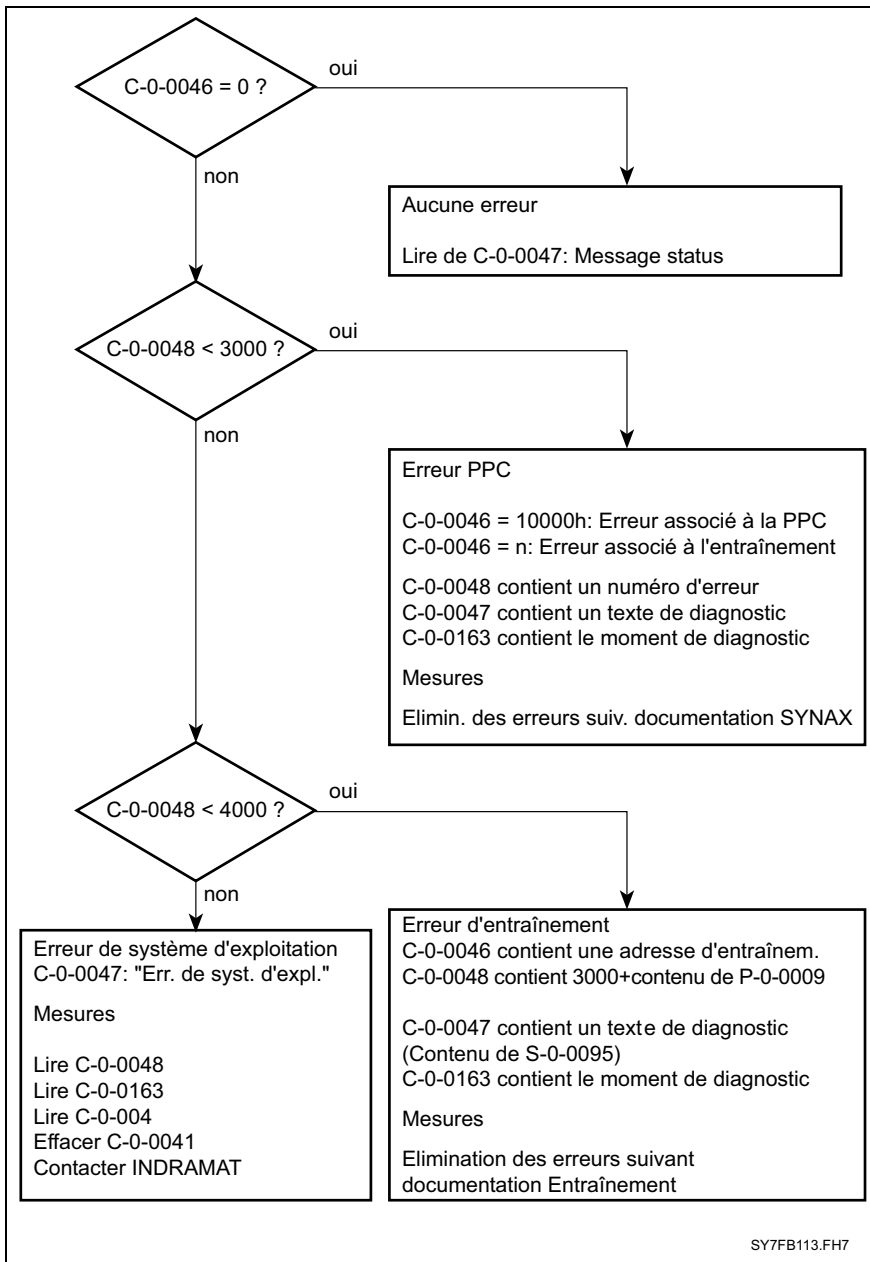 C-0-0046 = 0 ?
oui
non
Aucune erreur
Lire de C-0-0047: Message status
C-0-0048 < 3000 ?
oui
non
Erreur PPC
C-0-0046 = 10000h: Erreur associé à la PPC
C-0-0046 = n: Erreur associé à l'entraînement
C-0-0048 contient un numéro d'erreur
C-0-0047 contient un texte de diagnostic
C-0-0163 contient le moment de diagnostic
Mesures
Elimin. des erreurs suiv. documentation SYNAX
C-0-0048 < 4000 ?
oui
non
Erreur de système d'exploitation
C-0-0047: "Err. de syst. d'expl."
Mesures
Lire C-0-0048
Lire C-0-0163
Lire C-0-004
Effacer C-0-0041
Contacter INDRAMAT
Erreur d'entraînement
C-0-0046 contient une adresse d'entraînem.
C-0-0048 contient 3000+contenu de P-0-0009
C-0-0047 contient un texte de diagnostic
(Contenu de S-0-0095)
C-0-0163 contient le moment de diagnostic
Mesures
Elimination des erreurs suivant
documentation Entraînement
SY7FB113.FH7